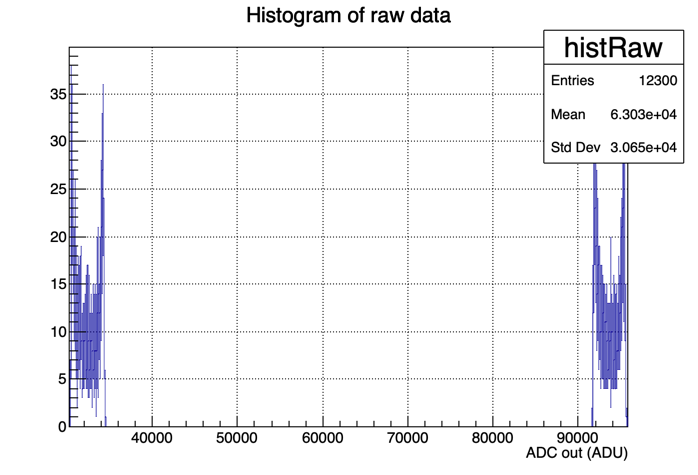 Histogram of raw data
histRaw
Entries 12300
Mean 6.303e+04
Std Dev 3.065e+04
35
30
25
20
15
10
5
0
40000 50000 60000 70000 80000 90000
ADC out (ADU)